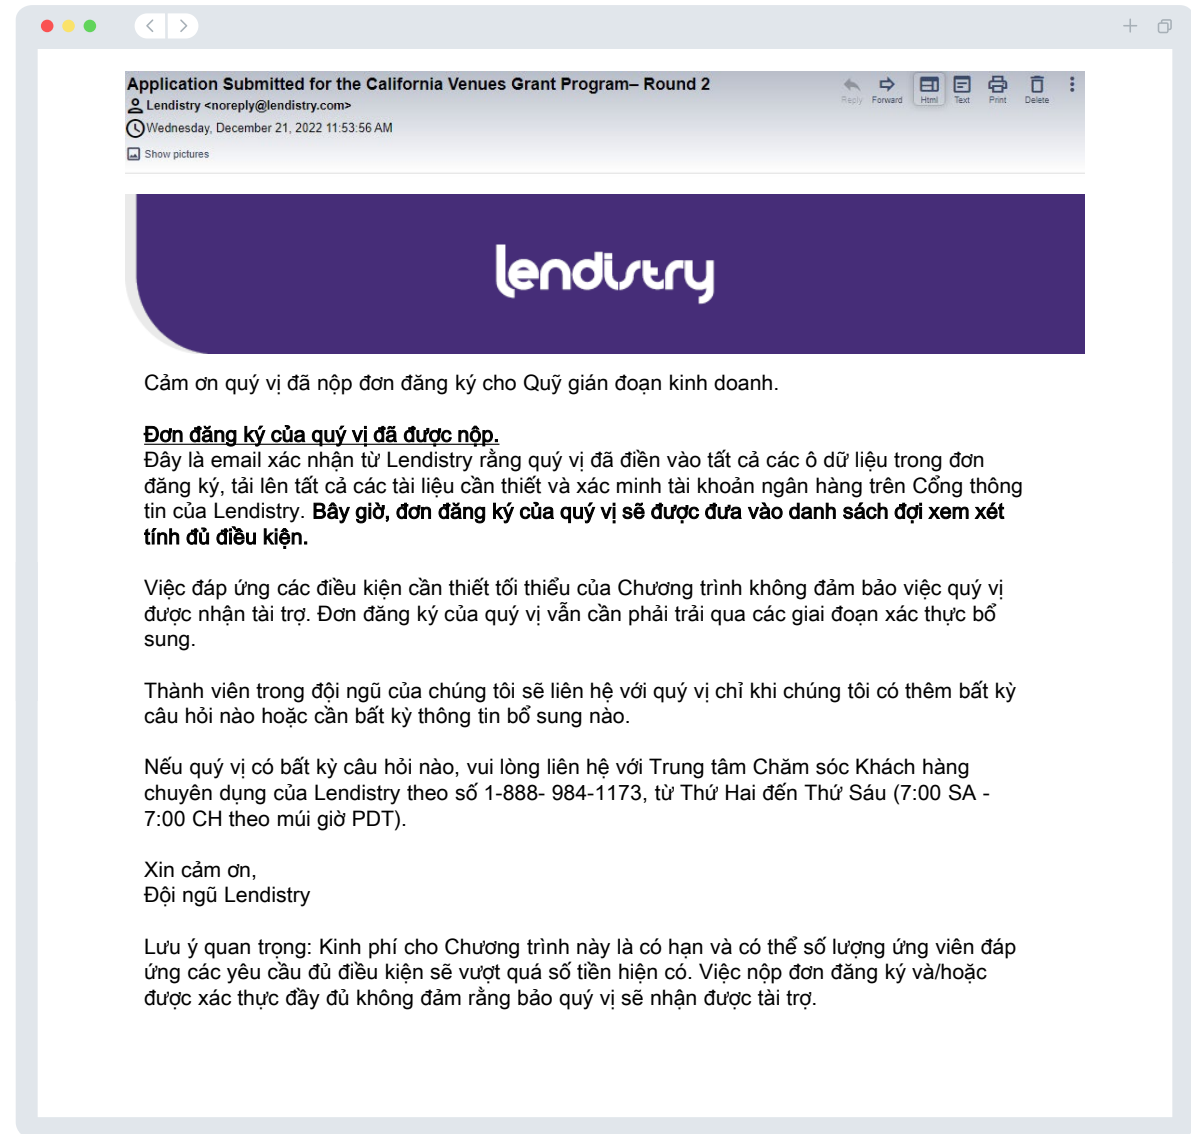 Application Submitted for the California Venues Grant Program– Round 2
Lendistry <noreply@lendistry.com>
Wednesday, December 21, 2022 11:53:56 AM
Show pictures
Reply Forward Html Text Print Delete
lendistry
Cảm ơn quý vị đã nộp đơn đăng ký cho Quỹ gián đoạn kinh doanh.
Đơn đăng ký của quý vị đã được nộp.
Đây là email xác nhận từ Lendistry rằng quý vị đã điền vào tất cả các ô dữ liệu trong đơn
đăng ký, tải lên tất cả các tài liệu cần thiết và xác minh tài khoản ngân hàng trên Cổng thông
tin của Lendistry. Bây giờ, đơn đăng ký của quý vị sẽ được đưa vào danh sách đợi xem xét
tính đủ điều kiện.
Việc đáp ứng các điều kiện cần thiết tối thiểu của Chương trình không đảm bảo việc quý vị
được nhận tài trợ. Đơn đăng ký của quý vị vẫn cần phải trải qua các giai đoạn xác thực bổ
sung.
Thành viên trong đội ngũ của chúng tôi sẽ liên hệ với quý vị chỉ khi chúng tôi có thêm bất kỳ
câu hỏi nào hoặc cần bất kỳ thông tin bổ sung nào.
Nếu quý vị có bất kỳ câu hỏi nào, vui lòng liên hệ với Trung tâm Chăm sóc Khách hàng
chuyên dụng của Lendistry theo số 1-888- 984-1173, từ Thứ Hai đến Thứ Sáu (7:00 SA -
7:00 CH theo múi giờ PDT).
Xin cảm ơn,
Đội ngũ Lendistry
Lưu ý quan trọng: Kinh phí cho Chương trình này là có hạn và có thể số lượng ứng viên đáp
ứng các yêu cầu đủ điều kiện sẽ vượt quá số tiền hiện có. Việc nộp đơn đăng ký và/hoặc
được xác thực đầy đủ không đảm rằng bảo quý vị sẽ nhận được tài trợ.